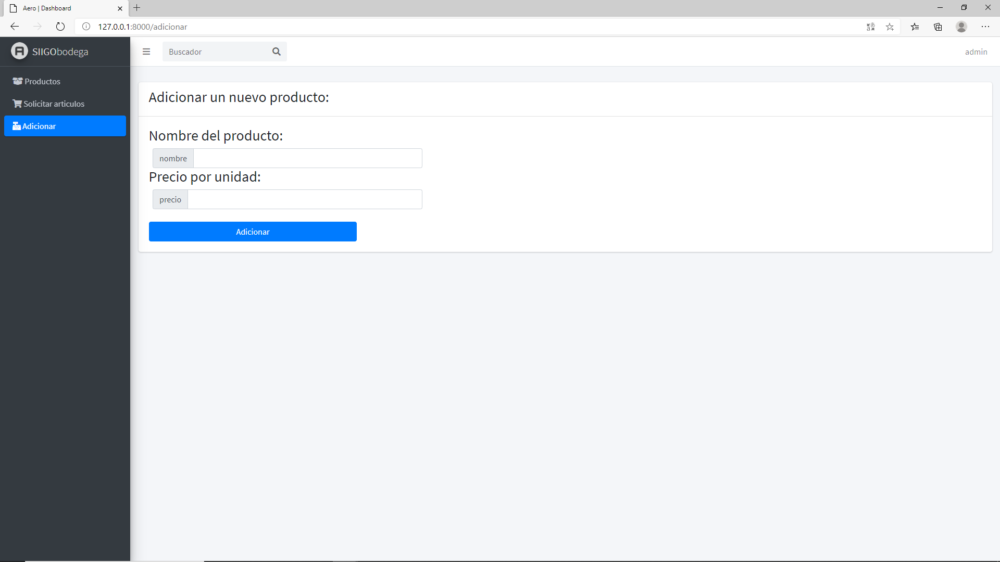 Aero | Dashboard
127.0.0.1:8000/adicionar
SIIGObodega
Buscador
admin
Productos
Solicitar articulos
Adicionar
Adicionar un nuevo producto:
Nombre del producto:
nombre
Precio por unidad:
precio
Adicionar